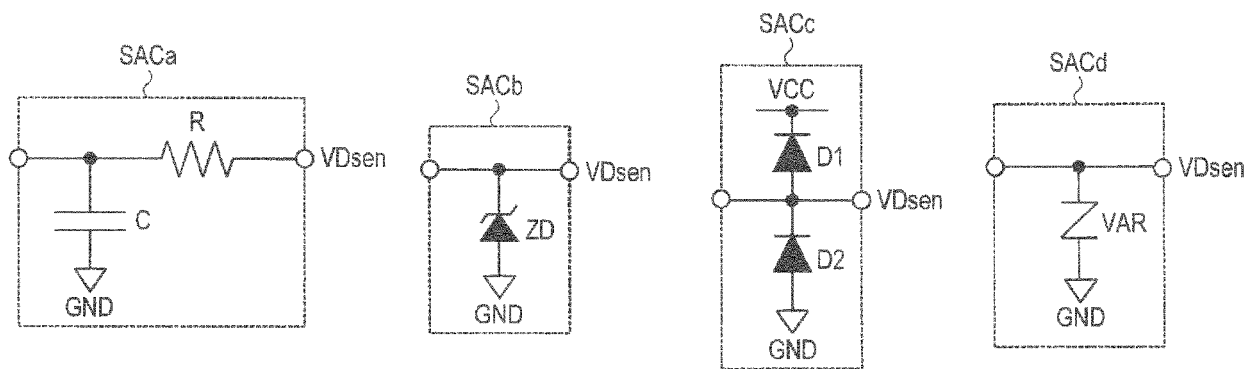 SACa
R
VDsen
C
GND
SACb
VDsen
ZD
GND
SACc
VCC
D1
VDsen
D2
GND
SACd
VDsen
VAR
GND